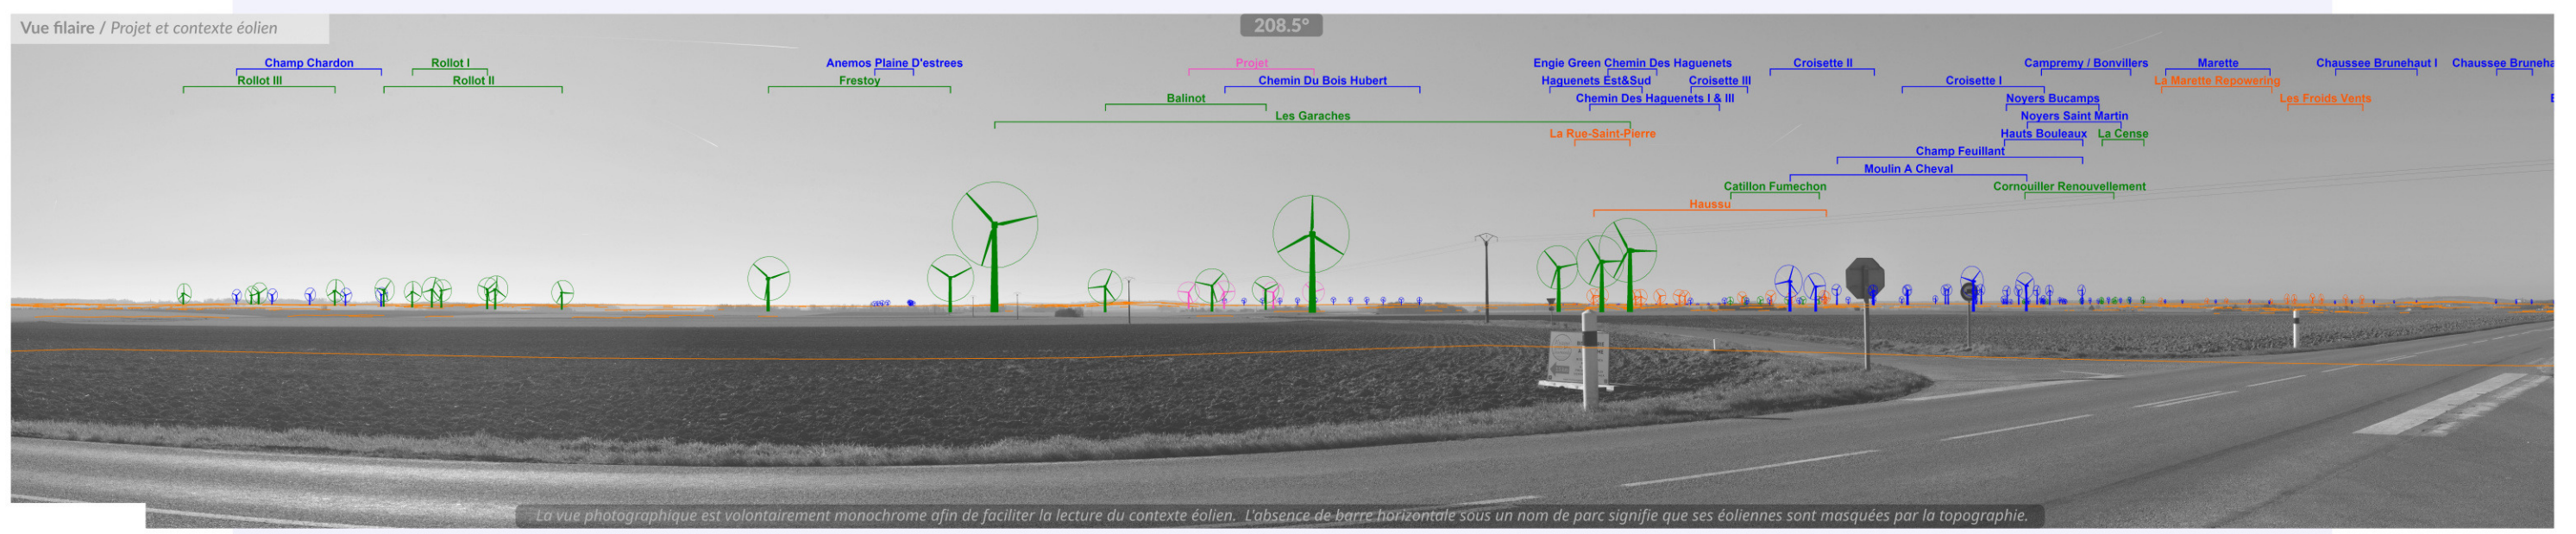 Vue filaire / Projet et contexte éolien
208.5°
Champ Chardon
Rollot I
Anemos Plaine D'estrees
Projet
Engie Green Chemin Des Haguenets
Croisette II
Campremy / Bonvillers
Marette
Chaussee Brunehaut I
Chaussee Bruneha
Rollot III
Rollot II
Frestoy
Chemin Du Bois Hubert
Haguenets Est&Sud
Croisette III
Croisette I
La Marette Repowering
Balinot
Chemin Des Haguenets I & III
Noyers Bucamps
Les Froids Vents
Les Garaches
Noyers Saint Martin
La Rue-Saint-Pierre
Hauts Bouleaux
La Cense
Champ Feuillant
Moulin A Cheval
Catillon Fumechon
Cornouiller Renouvellement
Haussu
La vue photographique est volontairement monochrome afin de faciliter la lecture du contexte éolien. L'absence de barre horizontale sous un nom de parc signifie que ses éoliennes sont masquées par la topographie.